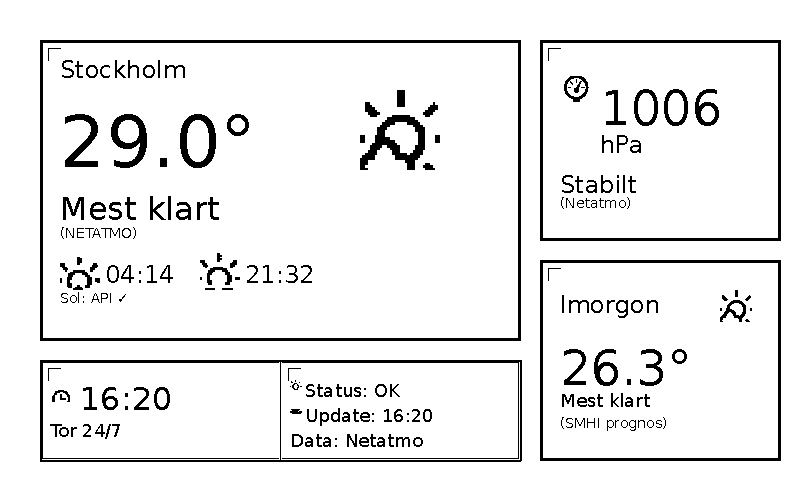 Stockholm
29.0°
Mest klart
(NETATMO)
04:14 21:32
Sol: API ✓
1006
hPa
Stabilt
(Netatmo)
Imorgon
26.3°
Mest klart
(SMHI prognos)
16:20
Tor 24/7
Status: OK
Update: 16:20
Data: Netatmo